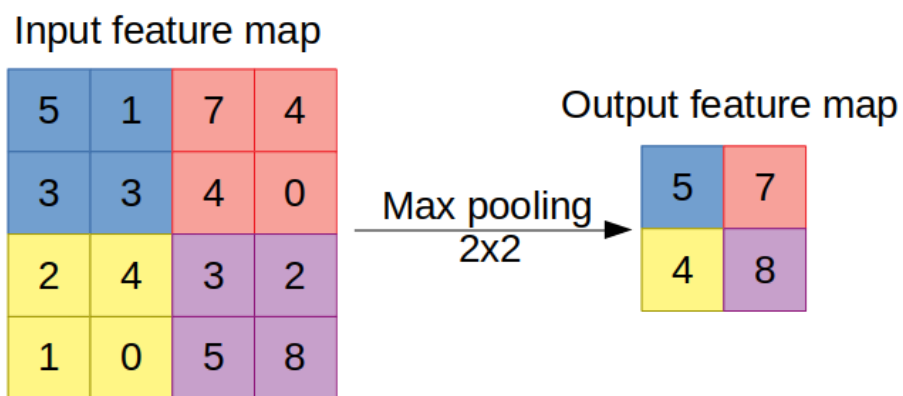 Input feature map
5 1 7 4
3 3 4 0
2 4 3 2
1 0 5 8
Max pooling
2x2
Output feature map
5 7
4 8